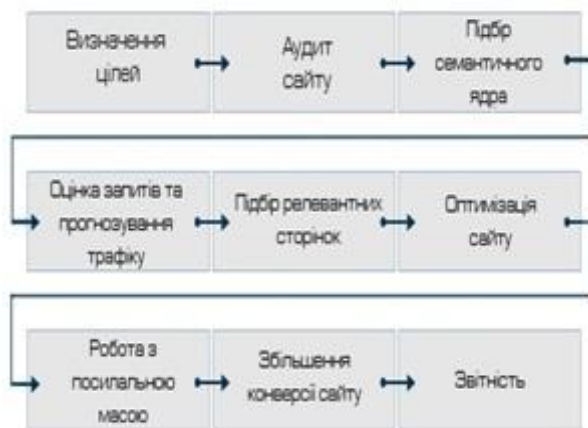 Визначення
цілей
Аудит
сайту
Підбір
семантичного
ядра
Оцінка запитів та
прогнозування
трафіку
Підбір релевантних
сторінок
Оптимізація
сайту
Робота з
посилальною
масою
Збільшення
конверсії сайту
Звітність